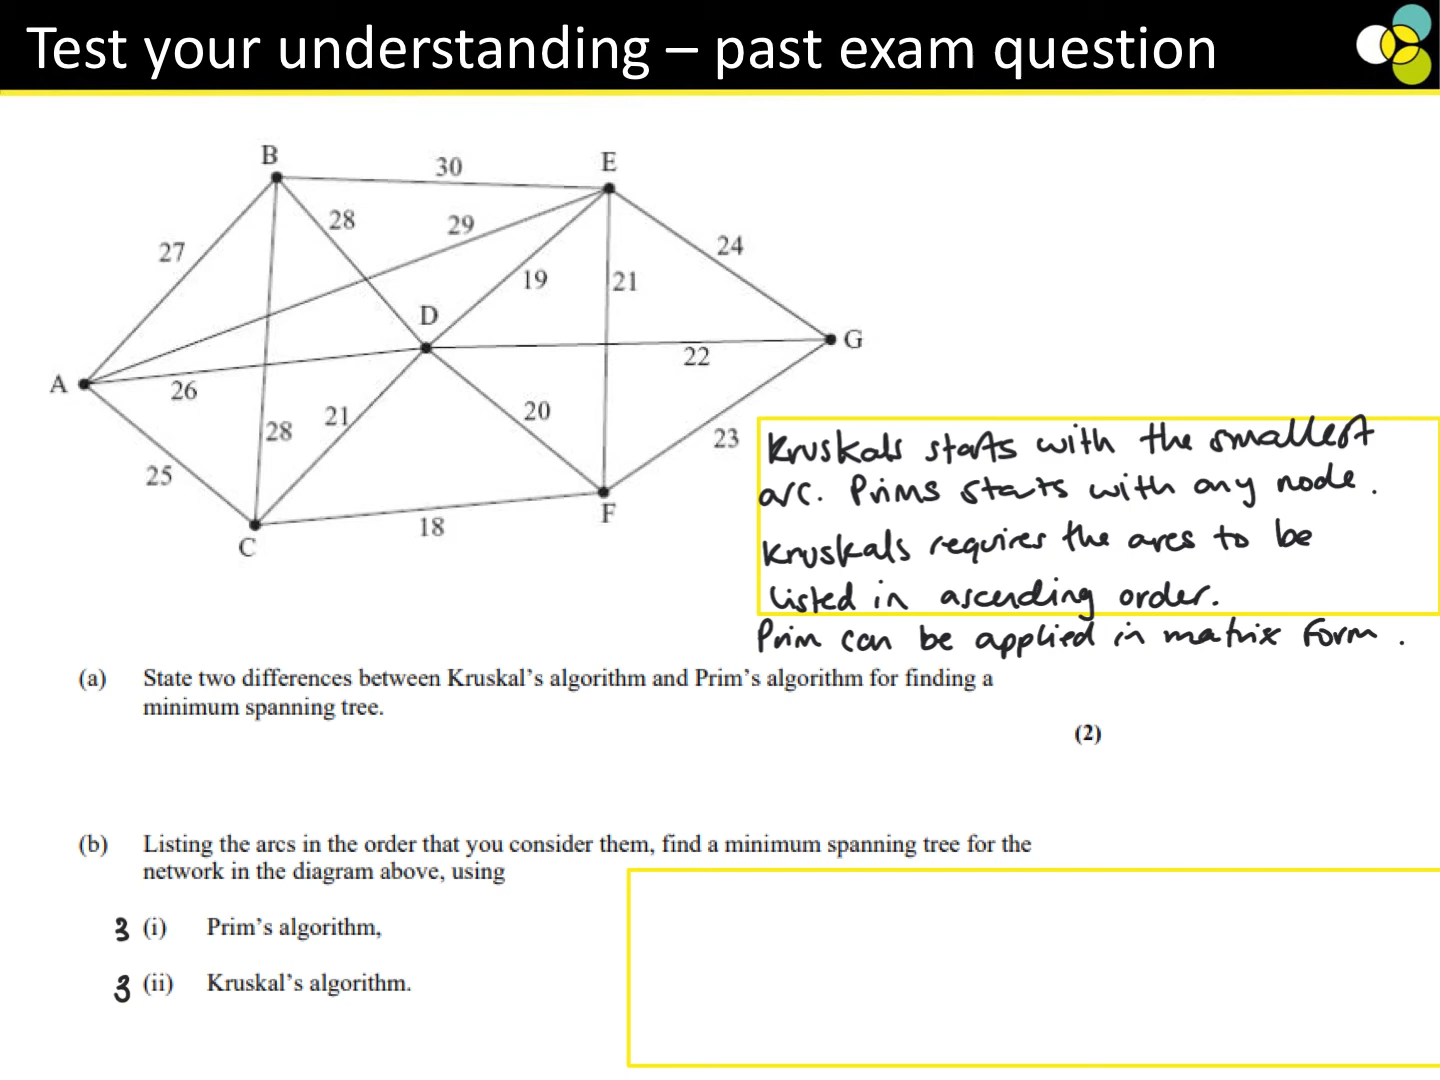 Test your understanding – past exam question
B
30
E
28
29
27
24
19
21
D
G
22
A
26
21
20
28
23
25
18
F
C
Kruskals starts with the smallest
arc. Prims starts with any node.
Kruskals requires the arcs to be
listed in ascending order.
Prim can be applied in matrix form.
(a) State two differences between Kruskal's algorithm and Prim's algorithm for finding a
minimum spanning tree.
(2)
(b) Listing the arcs in the order that you consider them, find a minimum spanning tree for the
network in the diagram above, using
3 (i) Prim's algorithm,
3 (ii) Kruskal's algorithm.